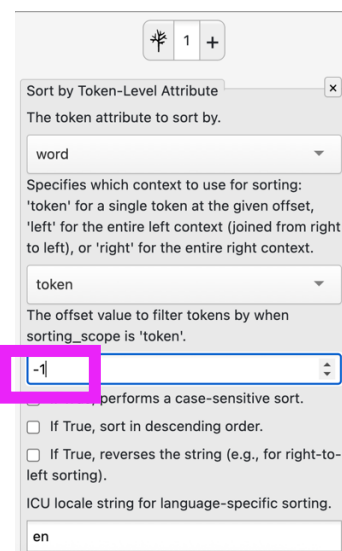 1 +
Sort by Token-Level Attribute ×
The token attribute to sort by.
word
Specifies which context to use for sorting:
'token' for a single token at the given offset,
'left' for the entire left context (joined from right
to left), or 'right' for the entire right context.
token
The offset value to filter tokens by when
sorting_scope is 'token'.
-1
performs a case-sensitive sort.
If True, sort in descending order.
If True, reverses the string (e.g., for right-to-
left sorting).
ICU locale string for language-specific sorting.
en